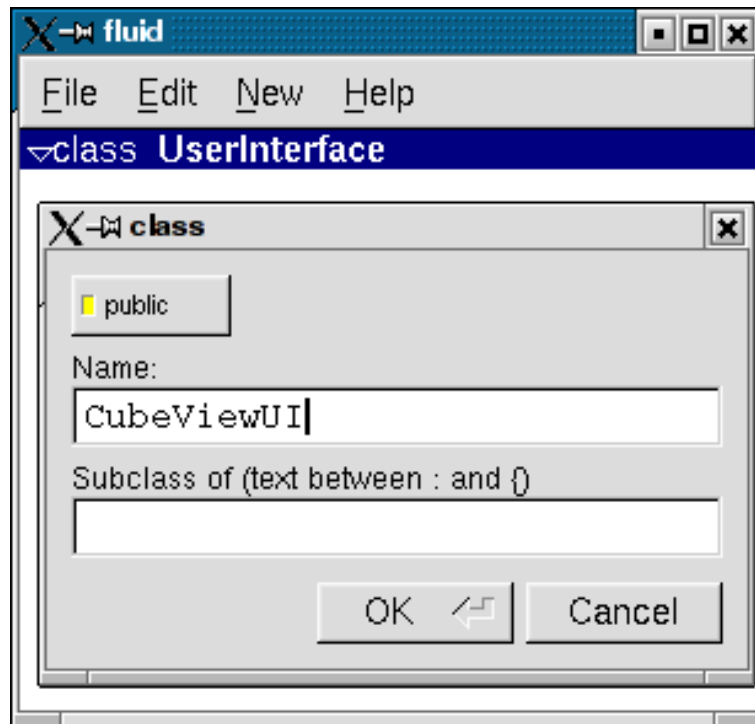 fluid
File Edit New Help
class UserInterface
class
public
Name:
CubeViewUI
Subclass of (text between : and {)
OK Cancel